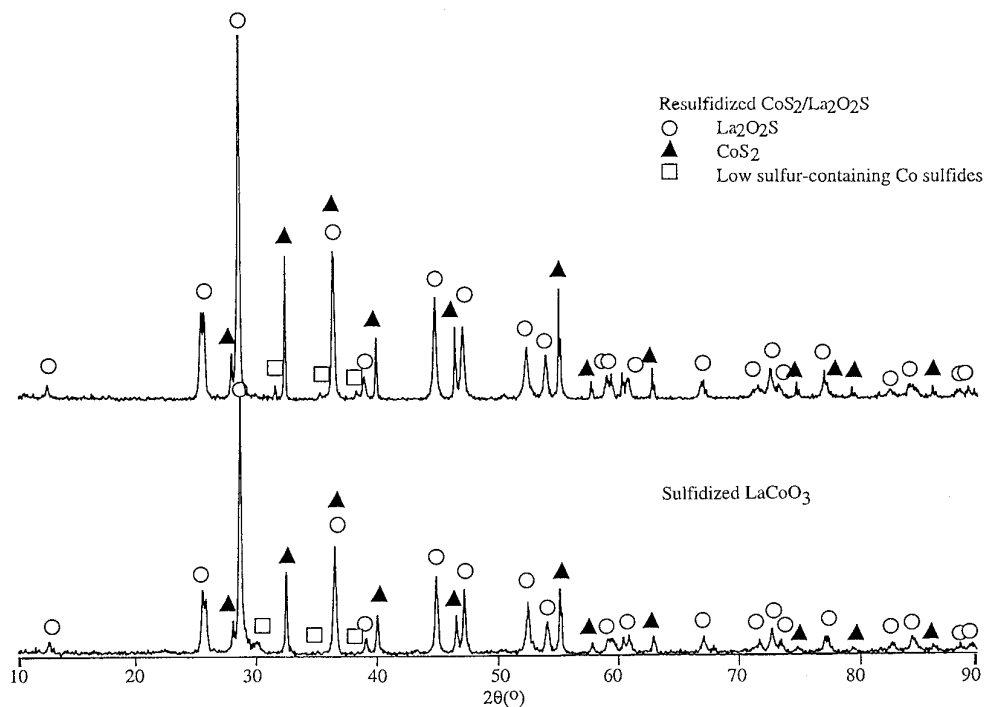 Resulfidized CoS2/La2O2S
La2O2S
CoS2
Low sulfur-containing Co sulfides
Sulfidized LaCoO3
10 20 30 40 50 60 70 80 90
2θ(º)